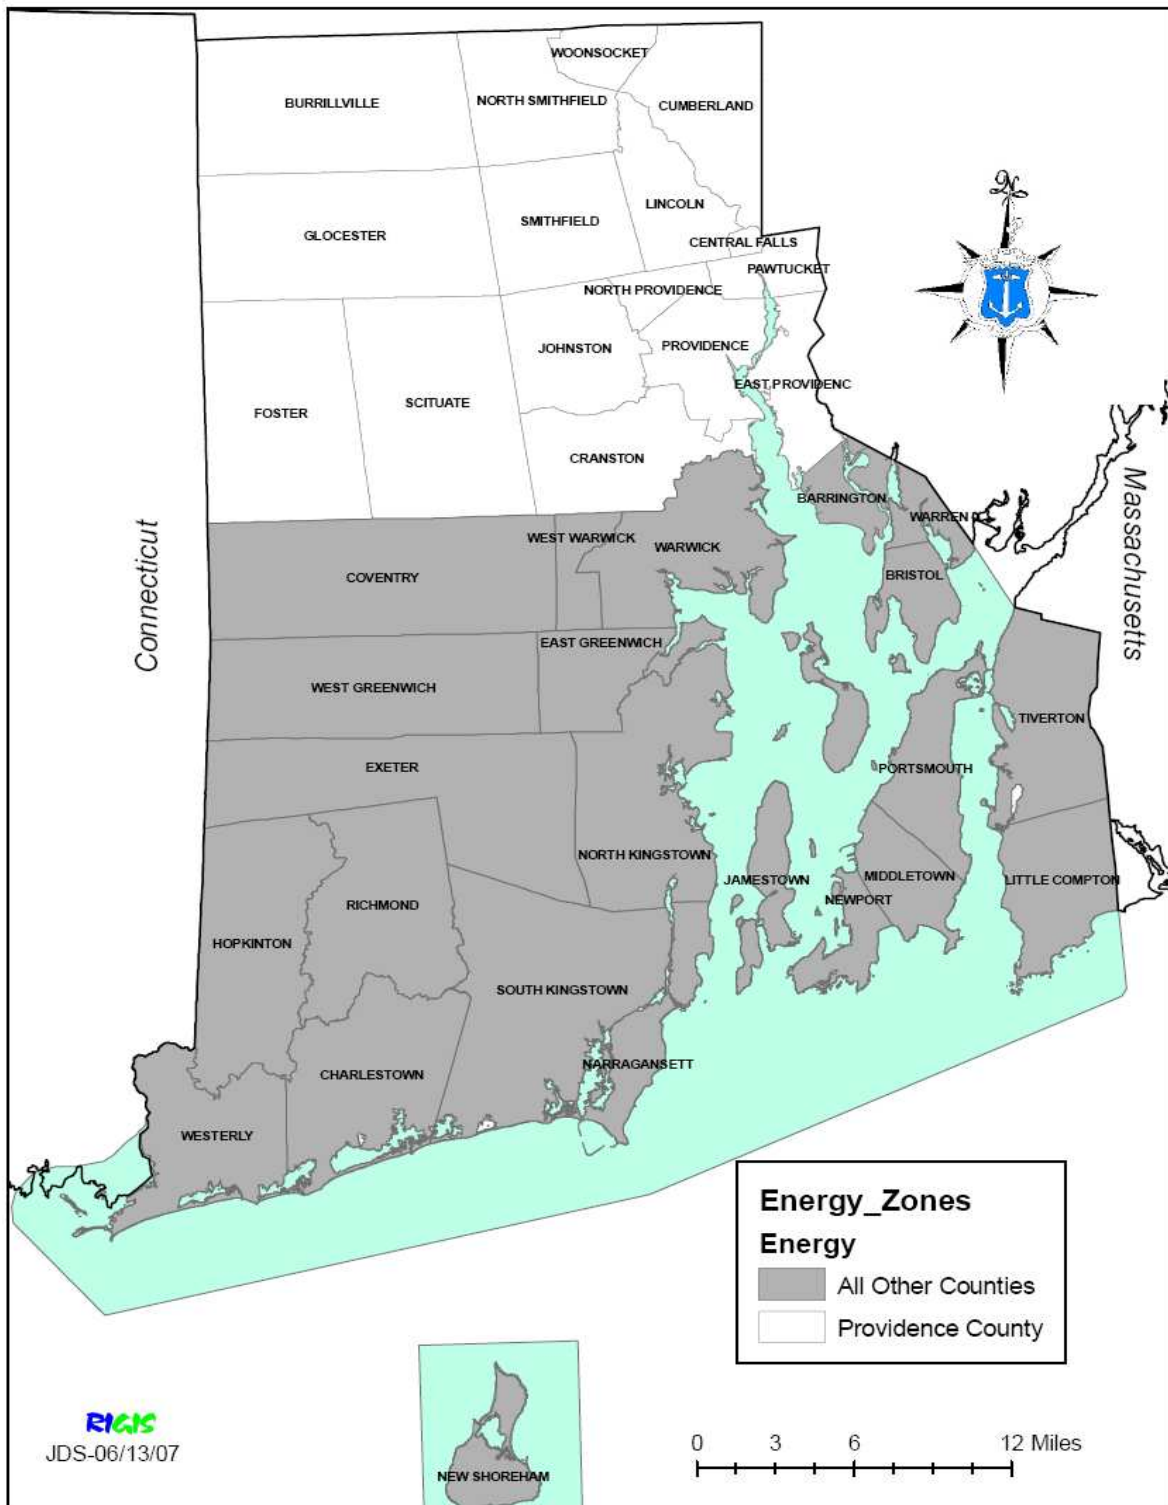 WOONSOCKET
BURRILLVILLE
NORTH SMITHFIELD
CUMBERLAND
N
LINCOLN
SMITHFIELD
GLOCESTER
CENTRAL FALLS
PAWTUCKET
NORTH PROVIDENCE
PROVIDENCE
JOHNSTON
EAST PROVIDENC
SCITUATE
FOSTER
CRANSTON
Massachusetts
BARRINGTON
WARREN
Connecticut
WEST WARWICK
WARWICK
COVENTRY
BRISTOL
EAST GREENWICH
WEST GREENWICH
TIVERTON
EXETER
PORTSMOUTH
NORTH KINGSTOWN
JAMESTOWN
MIDDLETOWN
LITTLE COMPTON
NEWPORT
RICHMOND
HOPKINTON
SOUTH KINGSTOWN
NARRAGANSETT
CHARLESTOWN
WESTERLY
Energy_Zones
Energy
All Other Counties
Providence County
RIGIS
JDS-06/13/07
0 3 6 12 Miles
NEW SHOREHAM